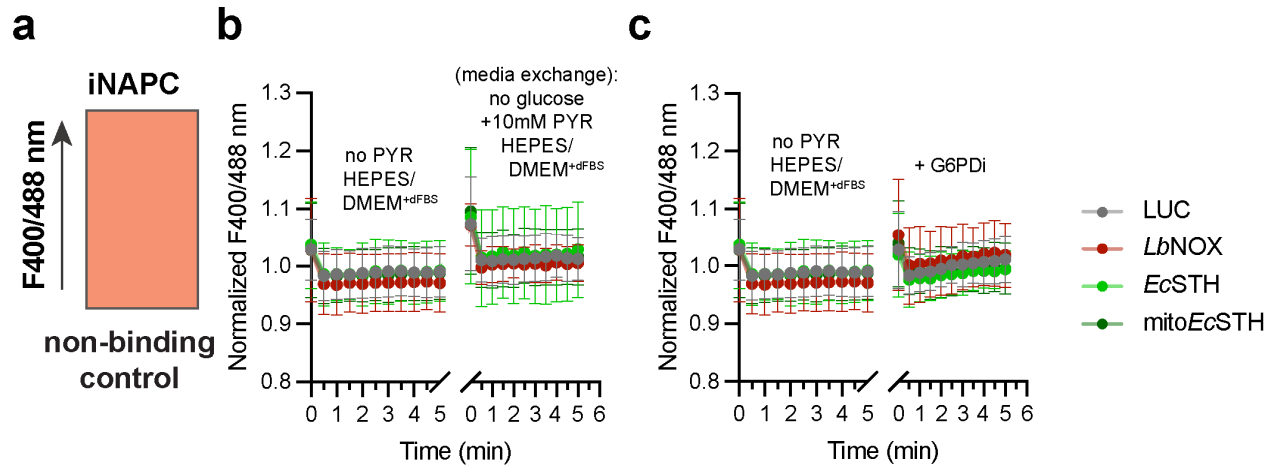 a
iNAPC
F400/488 nm
non-binding
control
b
Normalized F400/488 nm
1.3
1.2
1.1
1.0
0.9
0.8
no PYR
HEPES/
DMEM+dFBS
(media exchange):
no glucose
+10mM PYR
HEPES/
DMEM+dFBS
0 1 2 3 4 5 0 1 2 3 4 5 6
Time (min)
c
Normalized F400/488 nm
1.3
1.2
1.1
1.0
0.9
0.8
no PYR
HEPES/
DMEM+dFBS
+ G6PDi
0 1 2 3 4 5 0 1 2 3 4 5 6
Time (min)
LUC
LbNOX
EcSTH
mitoEcSTH